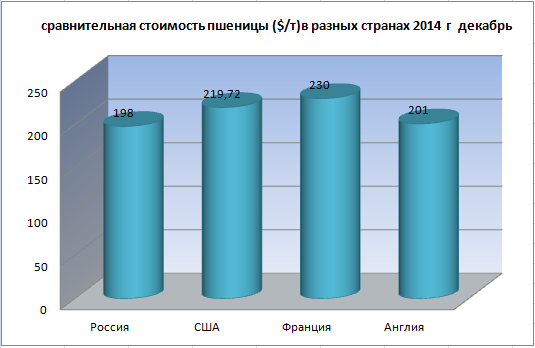 сравнительная стоимость пшеницы ($/т)в разных странах 2014 г декабрь
250
200
150
100
50
0
198
219,72
230
201
Россия
США
Франция
Англия